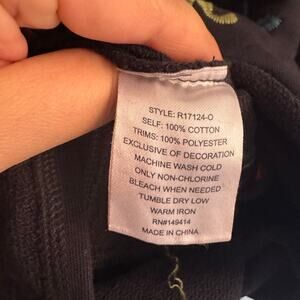 STYLE: R17124-O
SELF: 100% COTTON
TRIMS: 100% POLYESTER
EXCLUSIVE OF DECORATION
MACHINE WASH COLD
ONLY NON-CHLORINE
BLEACH WHEN NEEDED
TUMBLE DRY LOW
WARM IRON
RN#149414
MADE IN CHINA